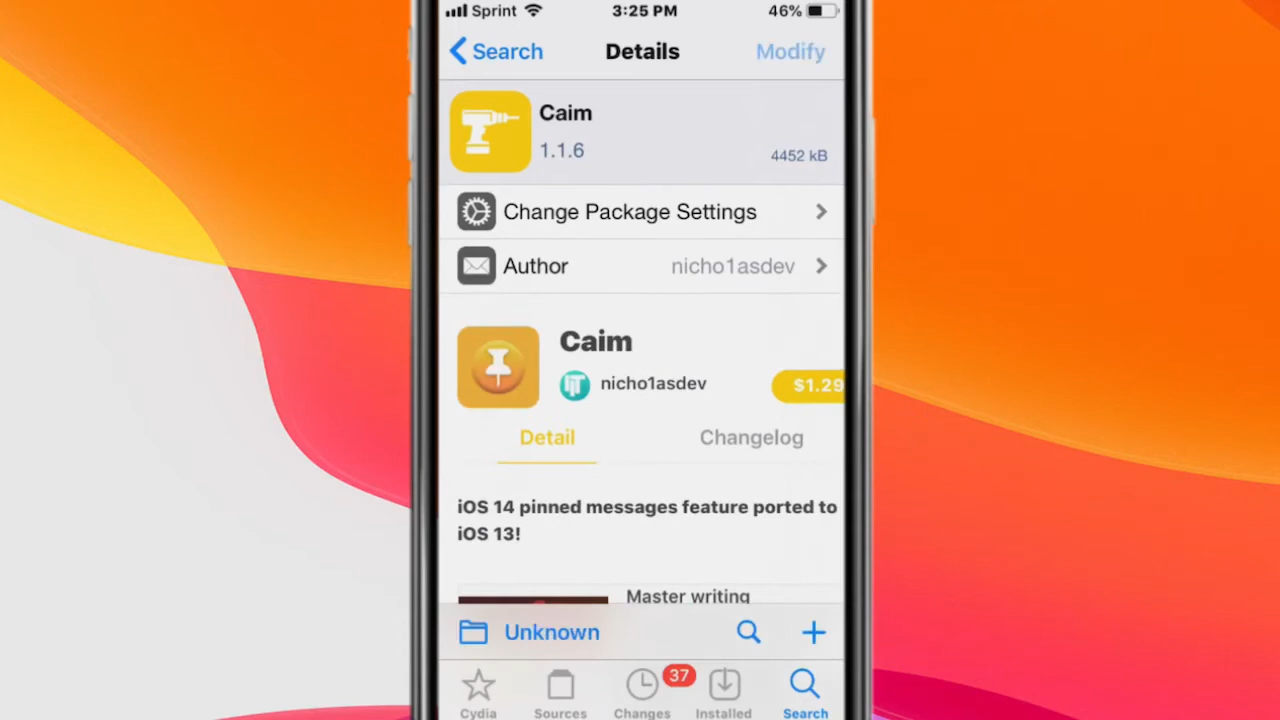 Sprint 3:25 PM 46%
Search Details Modify
Caim
1.1.6 4452 kB
Change Package Settings
Author nicho1asdev
Caim
nicho1asdev $1.29
Detail Changelog
iOS 14 pinned messages feature ported to
iOS 13!
Master writing
Unknown
37
Cydia Sources Changes Installed Search